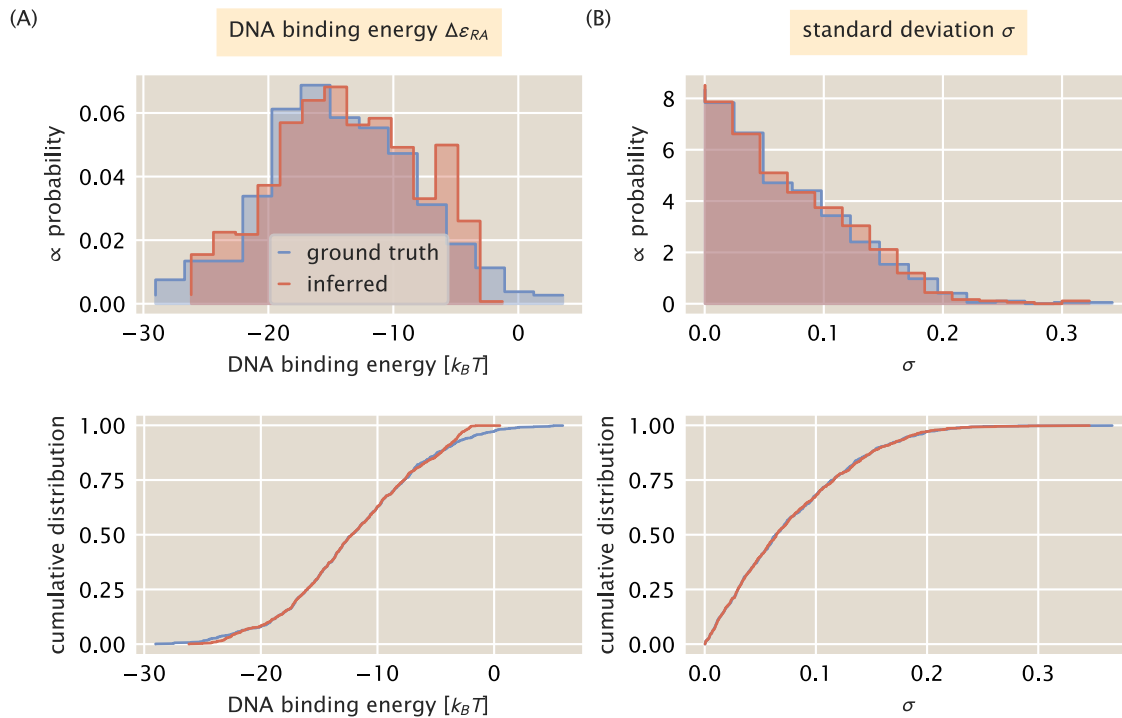 (A)
DNA binding energy Δε_RA
∝ probability
0.06
0.04
0.02
0.00
ground truth
inferred
−30 −20 −10 0
DNA binding energy [k_BT]
cumulative distribution
1.00
0.75
0.50
0.25
0.00
−30 −20 −10 0
DNA binding energy [k_BT]
(B)
standard deviation σ
∝ probability
8
6
4
2
0
0.0 0.1 0.2 0.3
σ
cumulative distribution
1.00
0.75
0.50
0.25
0.00
0.0 0.1 0.2 0.3
σ